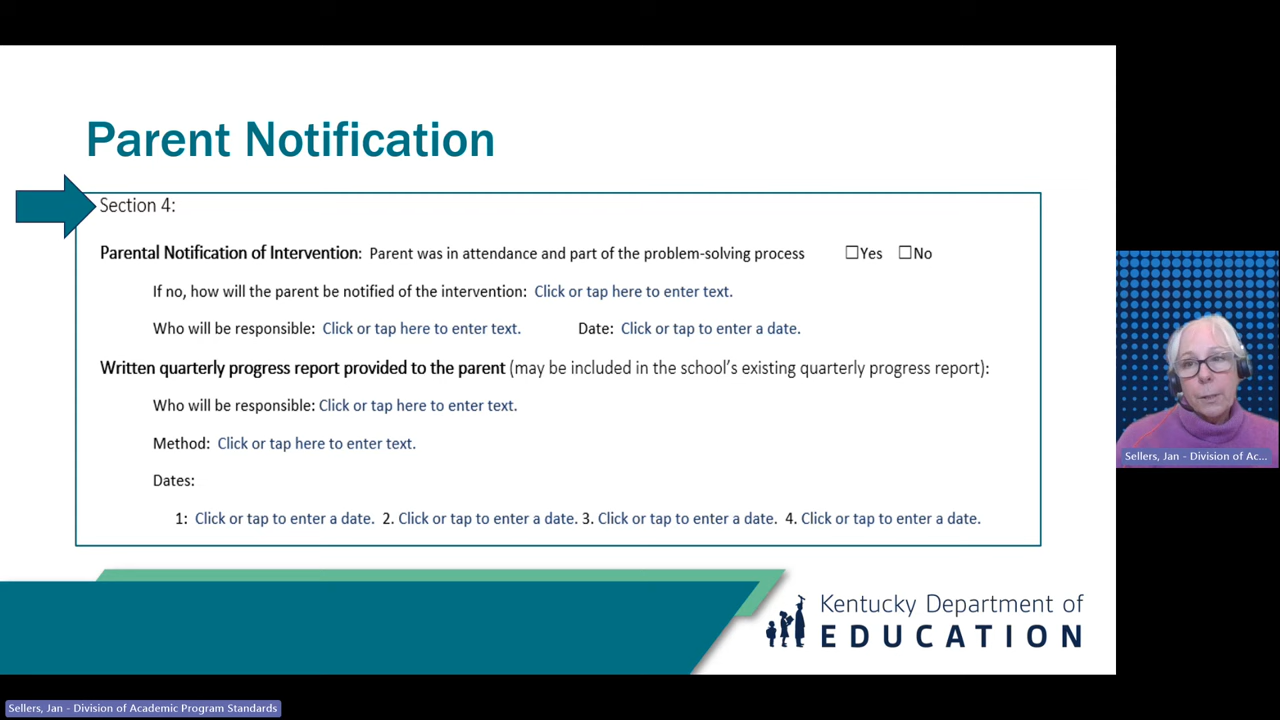 Parent Notification
Section 4:
Parental Notification of Intervention: Parent was in attendance and part of the problem-solving process ☐Yes ☐No
If no, how will the parent be notified of the intervention: Click or tap here to enter text.
Who will be responsible: Click or tap here to enter text. Date: Click or tap to enter a date.
Written quarterly progress report provided to the parent (may be included in the school's existing quarterly progress report):
Who will be responsible: Click or tap here to enter text.
Method: Click or tap here to enter text.
Dates:
1: Click or tap to enter a date. 2. Click or tap to enter a date. 3. Click or tap to enter a date. 4. Click or tap to enter a date.
Kentucky Department of
EDUCATION
Sellers, Jan - Division of Ac...
Sellers, Jan - Division of Academic Program Standards